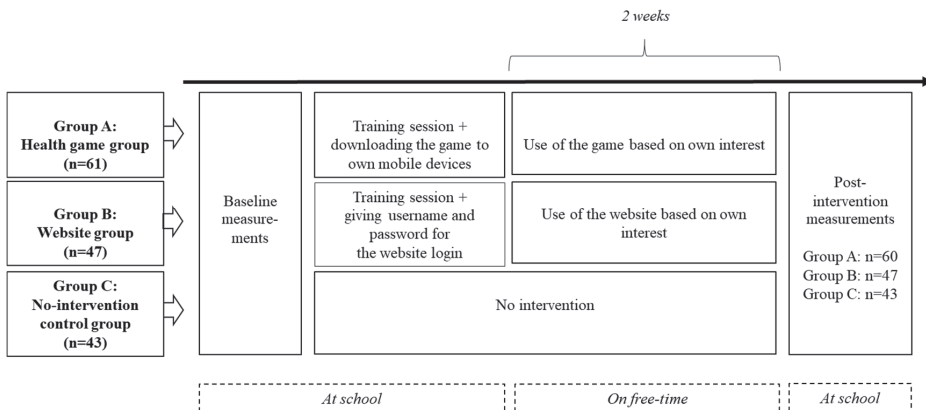 2 weeks
Group A:
Health game group
(n=61)
Group B:
Website group
(n=47)
Group C:
No-intervention
control group
(n=43)
Baseline
measure-
ments
Training session +
downloading the game to
own mobile devices
Training session +
giving username and
password for
the website login
Use of the game based on own interest
Use of the website based on own
interest
No intervention
Post-
intervention
measurements
Group A: n=60
Group B: n=47
Group C: n=43
At school
On free-time
At school